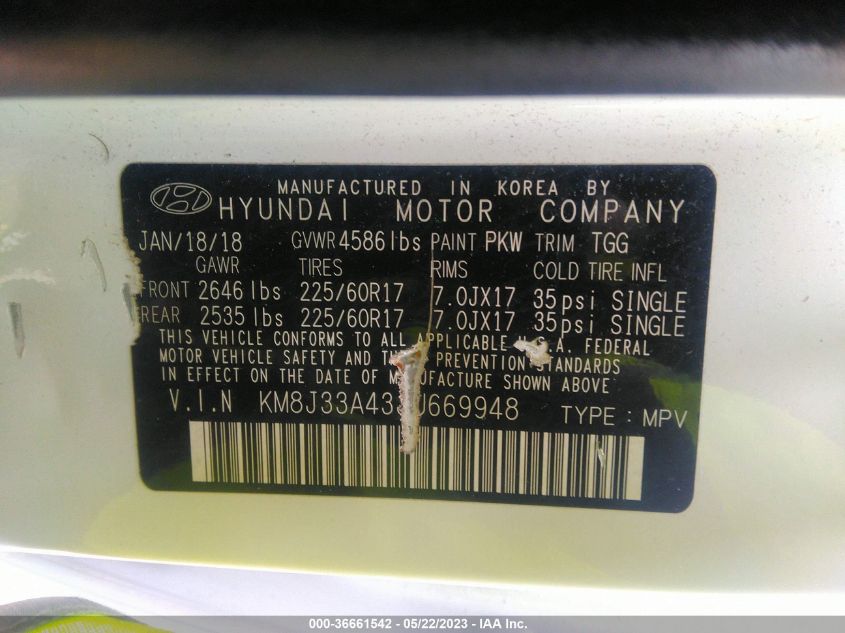 MANUFACTURED IN KOREA BY
HYUNDAI MOTOR COMPANY
JAN/18/18 GVWR 4586 lbs PAINT PKW TRIM TGG
GAWR TIRES RIMS COLD TIRE INFL
FRONT 2646 lbs 225/60R17 7.0JX17 35psi SINGLE
REAR 2535 lbs 225/60R17 7.0JX17 35psi SINGLE
THIS VEHICLE CONFORMS TO ALL APPLICABLE U.S.A. FEDERAL
MOTOR VEHICLE SAFETY AND PREVENTION STANDARDS
IN EFFECT ON THE DATE OF MANUFACTURE SHOWN ABOVE
V.I.N TYPE : MPV
000-36661542 - 05/22/2023 - IAA Inc.